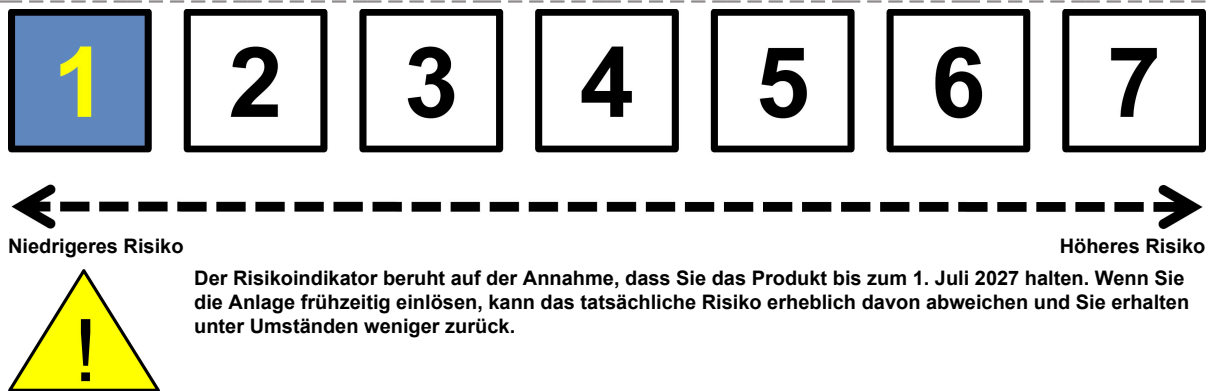 1 2 3 4 5 6 7
Niedrigeres Risiko Höheres Risiko
Der Risikoindikator beruht auf der Annahme, dass Sie das Produkt bis zum 1. Juli 2027 halten. Wenn Sie
die Anlage frühzeitig einlösen, kann das tatsächliche Risiko erheblich davon abweichen und Sie erhalten
unter Umständen weniger zurück.
!